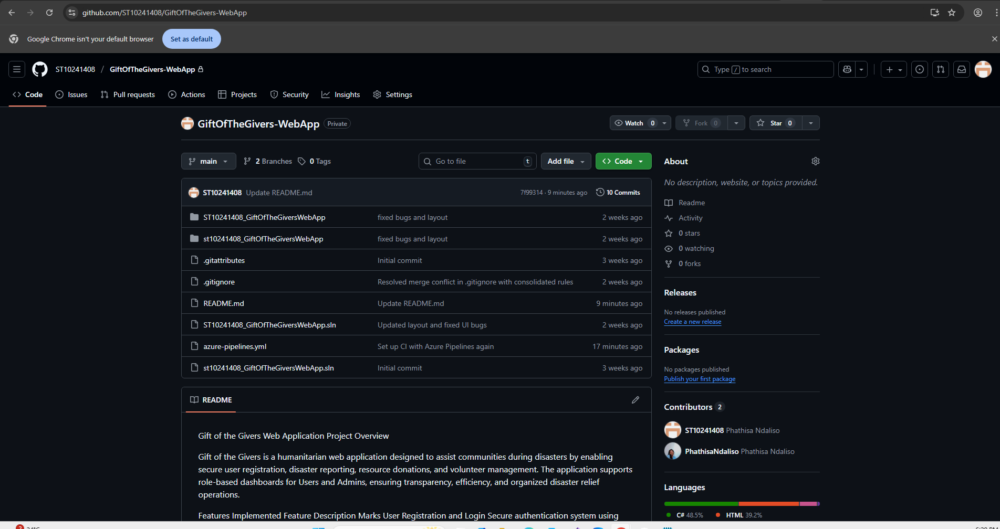 github.com/ST10241408/GiftOfTheGivers-WebApp
Google Chrome isn't your default browser Set as default
ST10241408 / GiftOfTheGivers-WebApp Type / to search
Code Issues Pull requests Actions Projects Security Insights Settings
GiftOfTheGivers-WebApp Private Watch 0 Fork 0 Star 0
main 2 Branches 0 Tags Go to file t Add file Code
ST10241408 Update README.md 7f99314 · 9 minutes ago 10 Commits
ST10241408_GiftOfTheGiversWebApp fixed bugs and layout 2 weeks ago
st10241408_GiftOfTheGiversWebApp fixed bugs and layout 2 weeks ago
.gitattributes Initial commit 3 weeks ago
.gitignore Resolved merge conflict in .gitignore with consolidated rules 2 weeks ago
README.md Update README.md 9 minutes ago
ST10241408_GiftOfTheGiversWebApp.sln Updated layout and fixed UI bugs 2 weeks ago
azure-pipelines.yml Set up CI with Azure Pipelines again 17 minutes ago
st10241408_GiftOfTheGiversWebApp.sln Initial commit 3 weeks ago
README
Gift of the Givers Web Application Project Overview
Gift of the Givers is a humanitarian web application designed to assist communities during disasters by enabling
secure user registration, disaster reporting, resource donations, and volunteer management. The application supports
role-based dashboards for Users and Admins, ensuring transparency, efficiency, and organized disaster relief
operations.
Features Implemented Feature Description Marks User Registration and Login Secure authentication system using
About
No description, website, or topics provided.
Readme
Activity
0 stars
0 watching
0 forks
Releases
No releases published
Create a new release
Packages
No packages published
Publish your first package
Contributors 2
ST10241408 Phathisa Ndaliso
PhathisaNdaliso Phathisa Ndaliso
Languages
C# 48.5% HTML 39.2%